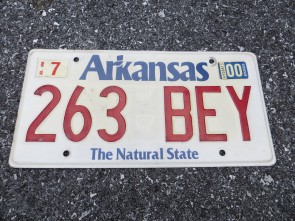 7 Arkansas 00
263 BEY
The Natural State